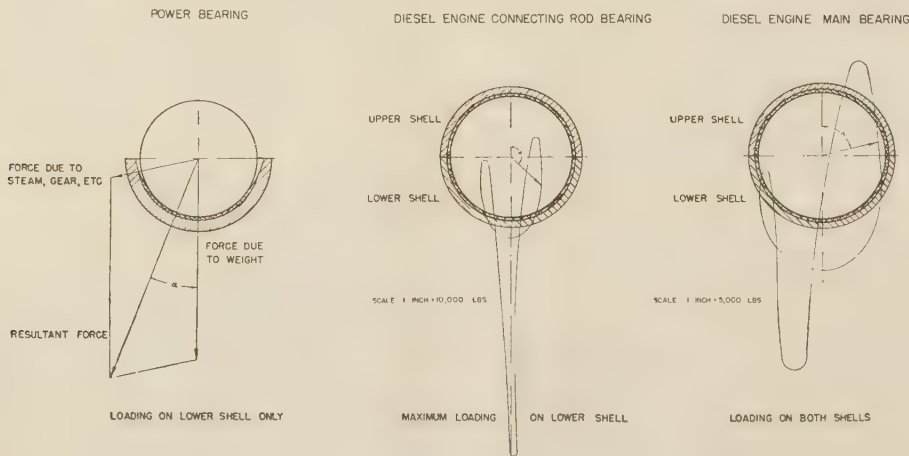 POWER BEARING
FORCE DUE TO
STEAM, GEAR, ETC
FORCE DUE
TO WEIGHT
α
RESULTANT FORCE
LOADING ON LOWER SHELL ONLY
DIESEL ENGINE CONNECTING ROD BEARING
UPPER SHELL
LOWER SHELL
SCALE 1 INCH = 10,000 LBS
MAXIMUM LOADING ON LOWER SHELL
DIESEL ENGINE MAIN BEARING
UPPER SHELL
LOWER SHELL
SCALE 1 INCH = 5,000 LBS
LOADING ON BOTH SHELLS